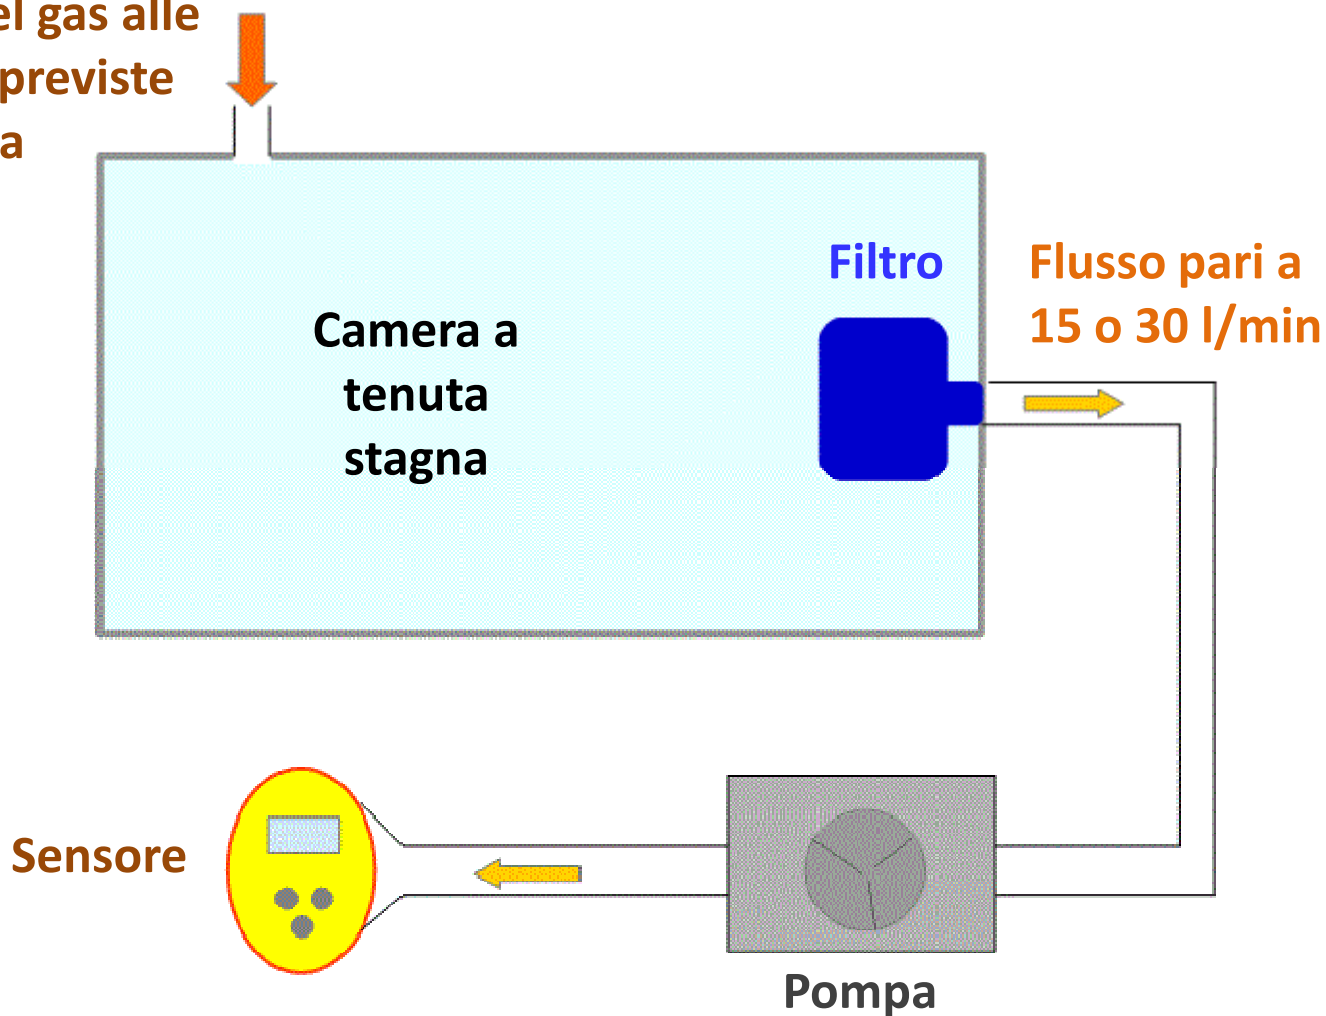 el gas alle
previste
a
Filtro
Flusso pari a
15 o 30 l/min
Camera a
tenuta
stagna
Sensore
Pompa